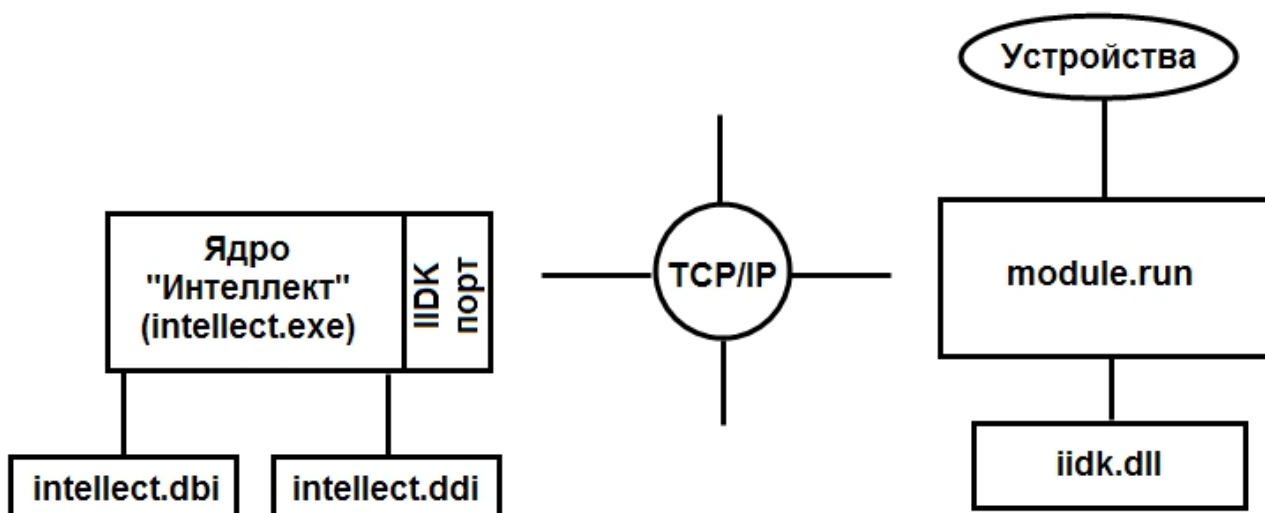 Устройства
Ядро
"Интеллект"
(intellect.exe)
IIDK
порт
TCP/IP
module.run
intellect.dbi
intellect.ddi
iidk.dll